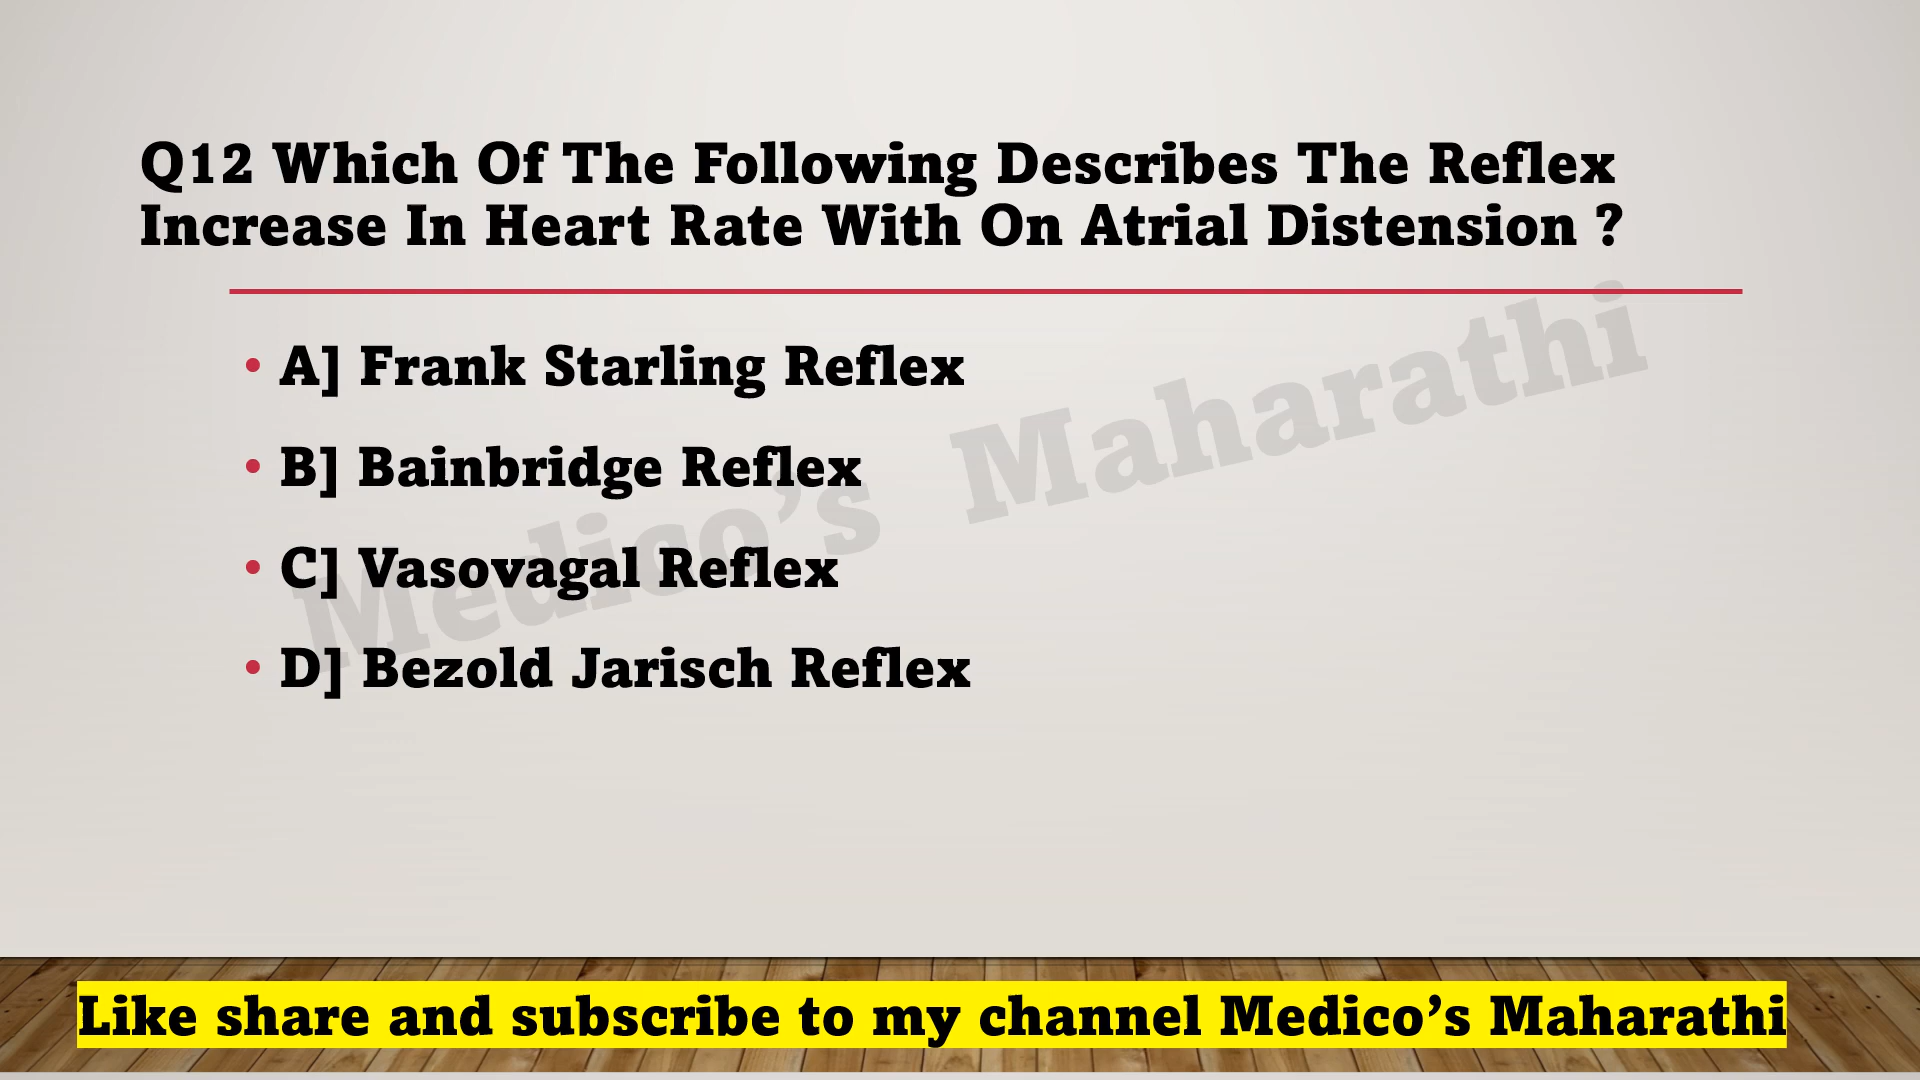 Q12 Which Of The Following Describes The Reflex
Increase In Heart Rate With On Atrial Distension ?
• A] Frank Starling Reflex
• B] Bainbridge Reflex
• C] Vasovagal Reflex
• D] Bezold Jarisch Reflex
Medico’s Maharathi
Like share and subscribe to my channel Medico’s Maharathi